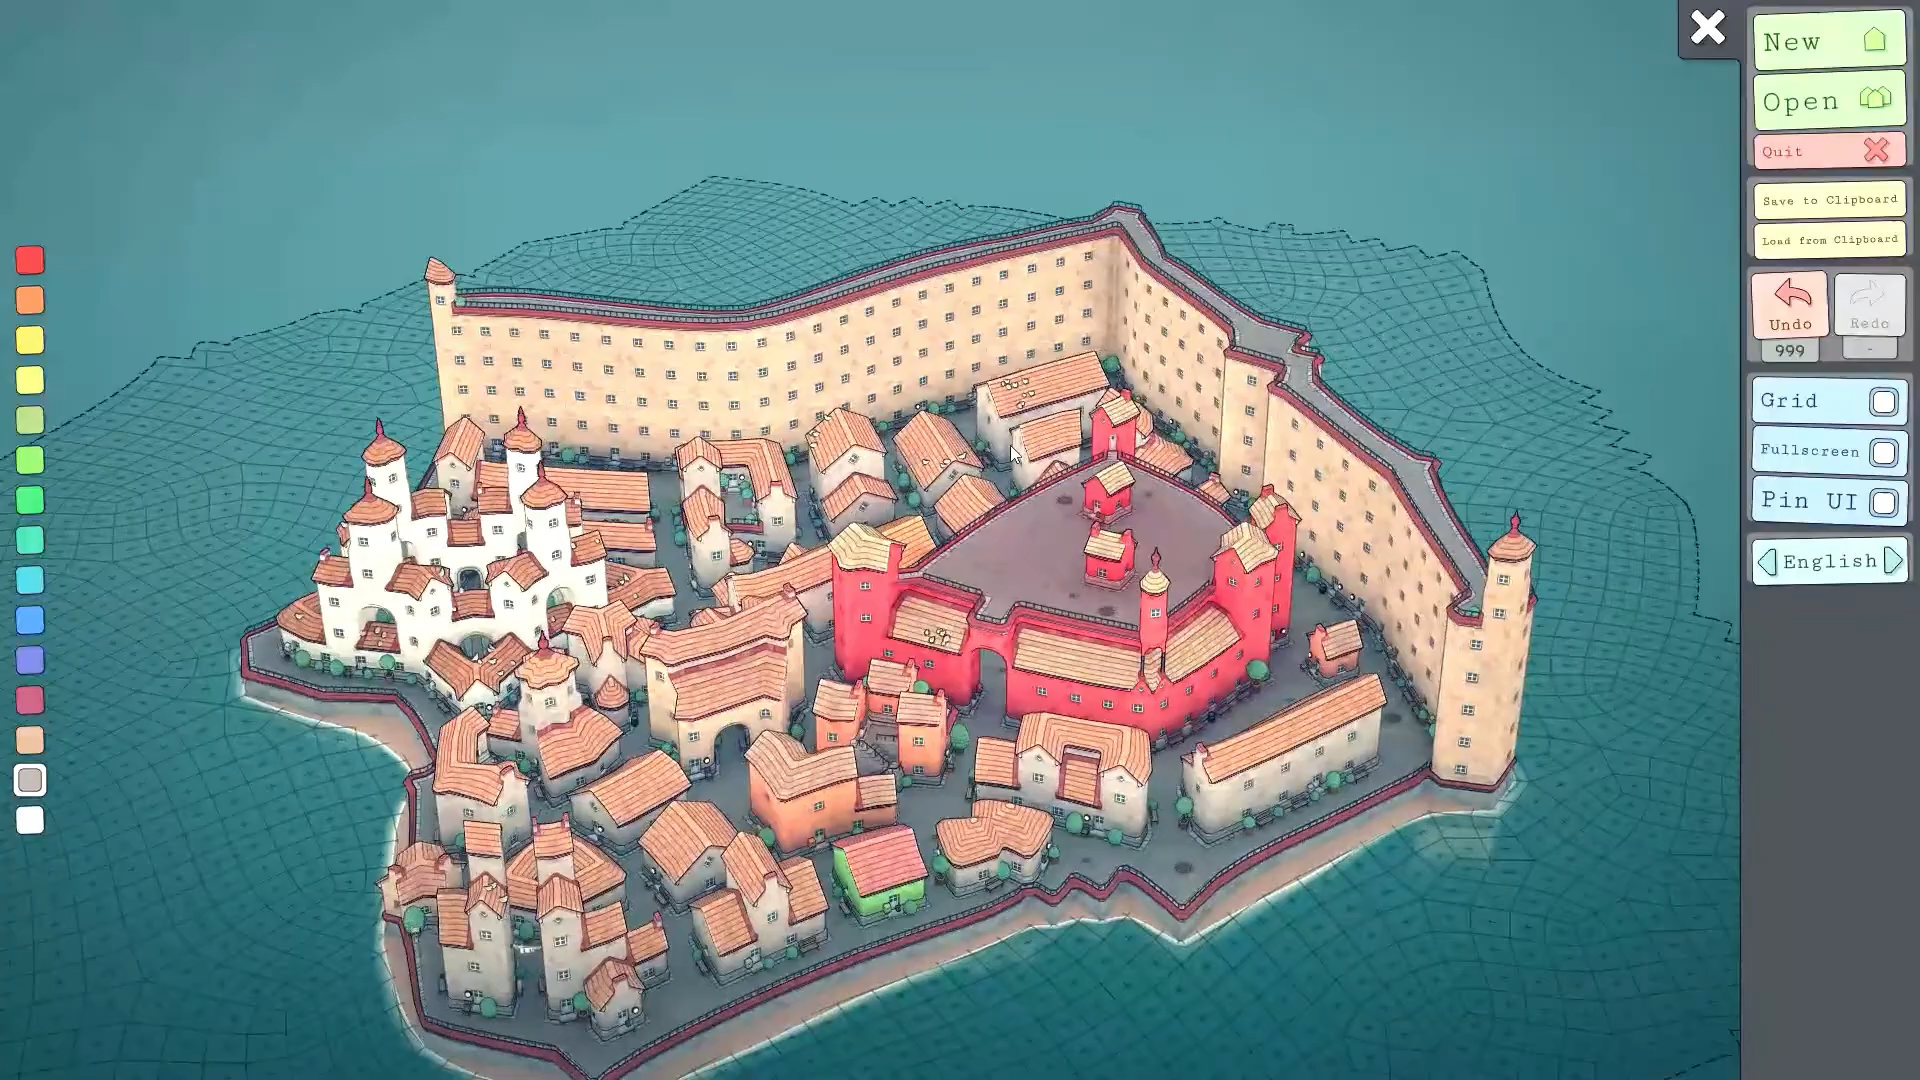 New
Open
Quit
Save to Clipboard
Load from Clipboard
Undo
Redo
999
-
Grid
Fullscreen
Pin UI
English